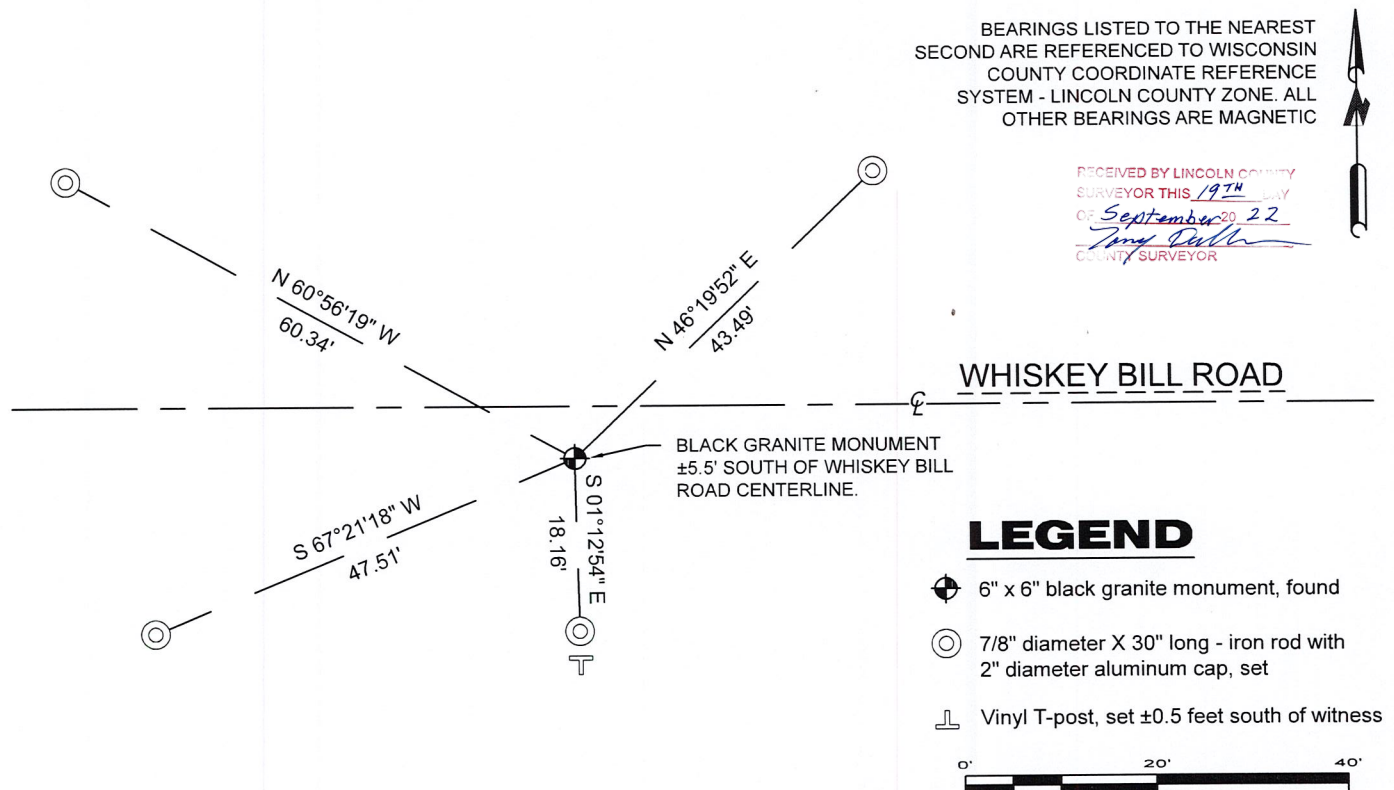 BEARINGS LISTED TO THE NEAREST
SECOND ARE REFERENCED TO WISCONSIN
COUNTY COORDINATE REFERENCE
SYSTEM - LINCOLN COUNTY ZONE. ALL
OTHER BEARINGS ARE MAGNETIC
N
RECEIVED BY LINCOLN COUNTY
SURVEYOR THIS 19TH DAY
OF September 20 22
COUNTY SURVEYOR
N 60°56'19" W
60.34'
N 46°19'52" E
43.49'
WHISKEY BILL ROAD
℄
BLACK GRANITE MONUMENT
±5.5' SOUTH OF WHISKEY BILL
ROAD CENTERLINE.
S 67°21'18" W
47.51'
S 01°12'54" E
18.16'
LEGEND
6" x 6" black granite monument, found
7/8" diameter X 30" long - iron rod with
2" diameter aluminum cap, set
Vinyl T-post, set ±0.5 feet south of witness
0' 20' 40'